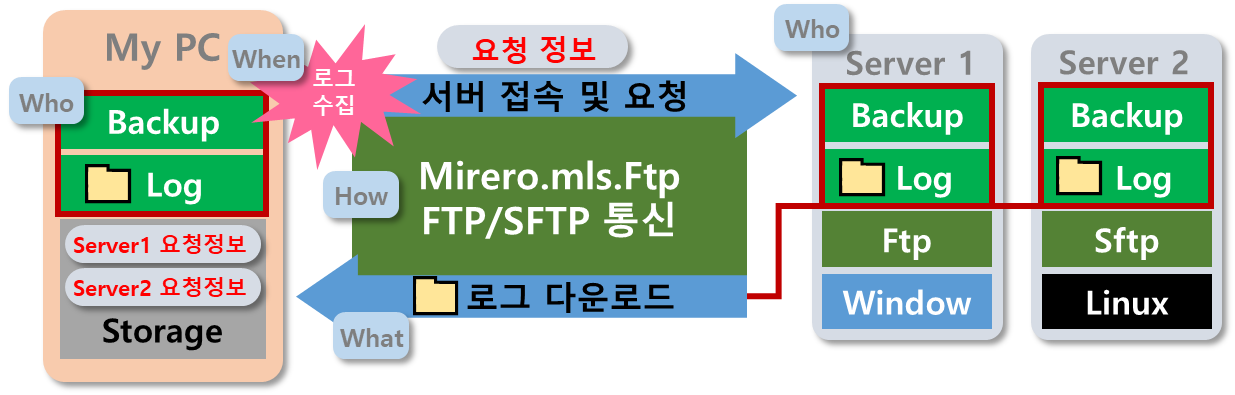 My PC
When
Who
로그
수집
Backup
Log
Server1 요청정보
Server2 요청정보
Storage
요청 정보
서버 접속 및 요청
How
Mirero.mls.Ftp
FTP/SFTP 통신
로그 다운로드
What
Who
Server 1
Backup
Log
Ftp
Window
Server 2
Backup
Log
Sftp
Linux